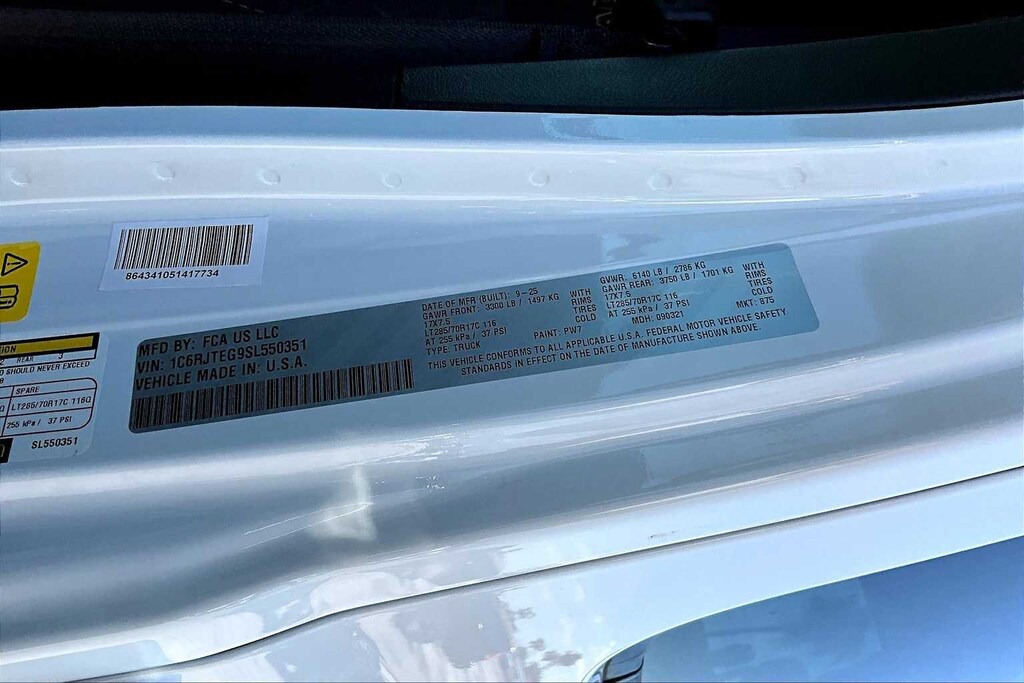 864341051417734
MFD BY: FCA US LLC
VIN: 1C6RJTEG9SL550351
VEHICLE MADE IN: U.S.A.
DATE OF MFR (BUILT): 9-25
GAWR FRONT: 3300 LB / 1497 KG WITH
17X7.5 RIMS
LT285/70R17C 116 TIRES
AT 255 kPa / 37 PSI COLD
TYPE: TRUCK
PAINT: PW7
GVWR: 6140 LB / 2786 KG
GAWR REAR: 3750 LB / 1701 KG WITH
17X7.5 RIMS
LT285/70R17C 116 TIRES
AT 255 kPa / 37 PSI COLD
MDH: 090321 MKT: 875
THIS VEHICLE CONFORMS TO ALL APPLICABLE U.S.A. FEDERAL MOTOR VEHICLE SAFETY
STANDARDS IN EFFECT ON THE DATE OF MANUFACTURE SHOWN ABOVE.
2 REAR 3
SHOULD NEVER EXCEED
SPARE
LT285/70R17C 116Q
255 kPa / 37 PSI
SL550351